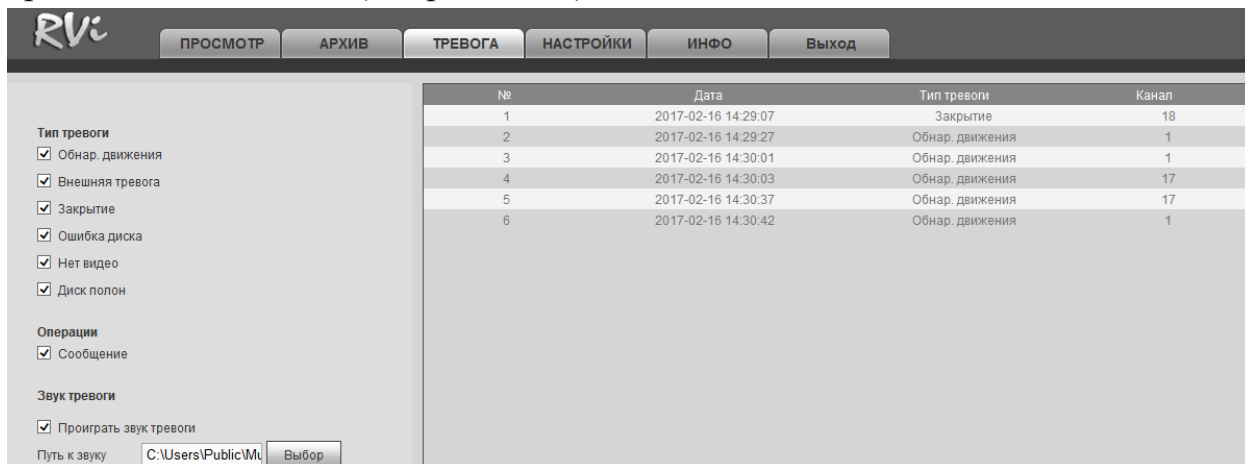 RVi
ПРОСМОТР АРХИВ ТРЕВОГА НАСТРОЙКИ ИНФО Выход
Тип тревоги
Обнар. движения
Внешняя тревога
Закрытие
Ошибка диска
Нет видео
Диск полон
Операции
Сообщение
Звук тревоги
Проиграть звук тревоги
Путь к звуку C:\Users\Public\Mu Выбор
№ Дата Тип тревоги Канал
1 2017-02-16 14:29:07 Закрытие 18
2 2017-02-16 14:29:27 Обнар. движения 1
3 2017-02-16 14:30:01 Обнар. движения 1
4 2017-02-16 14:30:03 Обнар. движения 17
5 2017-02-16 14:30:37 Обнар. движения 17
6 2017-02-16 14:30:42 Обнар. движения 1